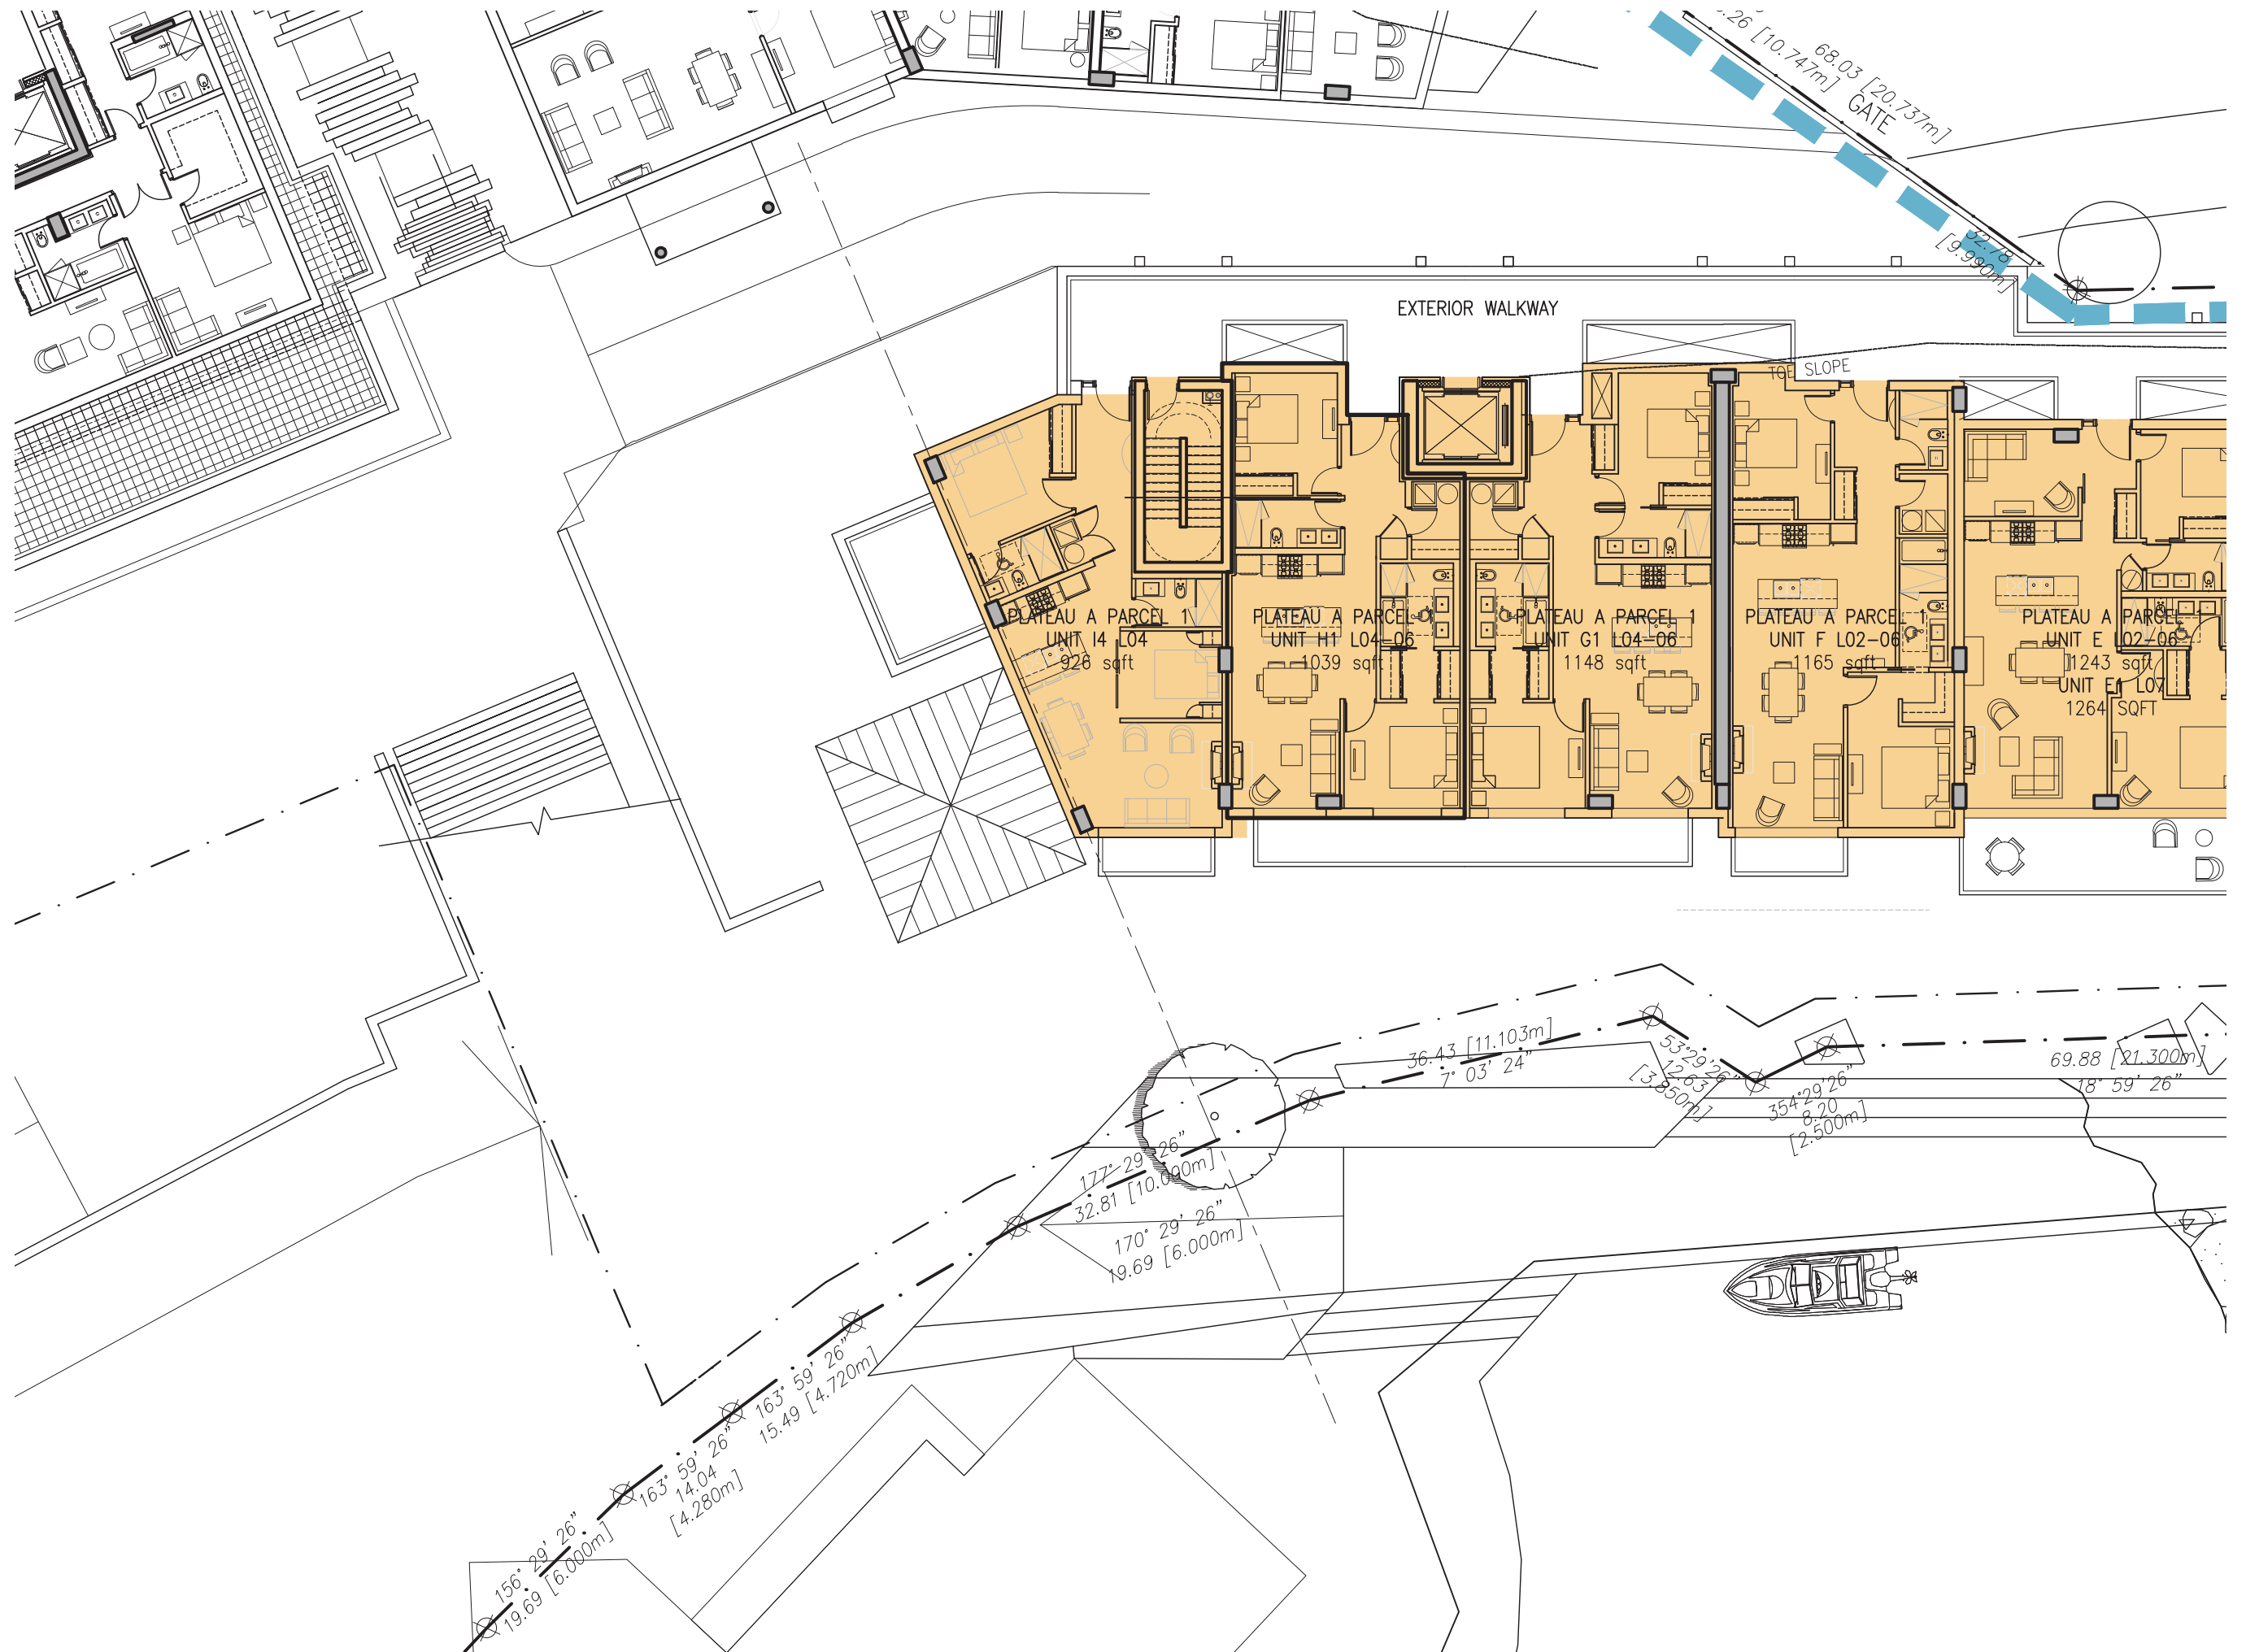 .26 [10.747m]
68.03 [20.737m]
GATE
32.78
[9.990m]
EXTERIOR WALKWAY
TOE SLOPE
PLATEAU A PARCEL 1
UNIT I4 L04
926 sqft
PLATEAU A PARCEL 1
UNIT H1 L04-06
1039 sqft
PLATEAU A PARCEL 1
UNIT G1 L04-06
1148 sqft
PLATEAU A PARCEL 1
UNIT F L02-06
1165 sqft
PLATEAU A PARCEL 1
UNIT E L02-06
1243 sqft
UNIT E1 L07
1264 SQFT
36.43 [11.103m]
7° 03' 24"
53°29'26"
12.63
[3.850m]
354°29'26"
8.20
[2.500m]
69.88 [21.300m]
18° 59' 26"
177° 29' 26"
32.81 [10.000m]
170° 29' 26"
19.69 [6.000m]
163° 59' 26"
15.49 [4.720m]
163° 59' 26"
14.04
[4.280m]
156° 29' 26"
19.69 [6.000m]